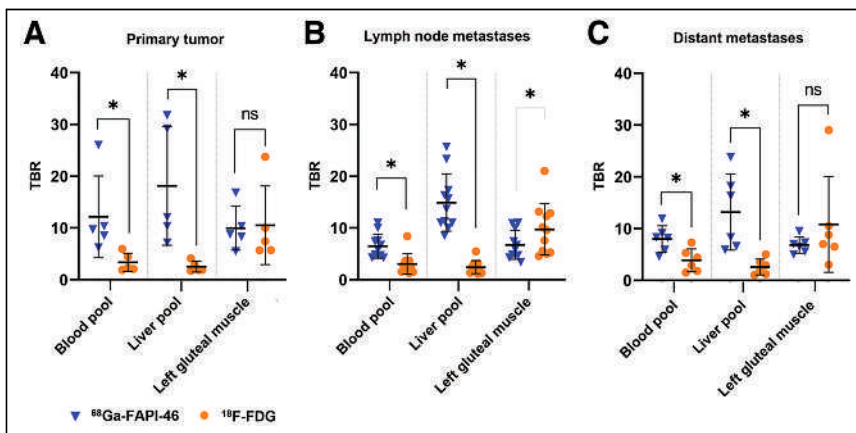 A
Primary tumor
B
Lymph node metastases
C
Distant metastases
40
30
20
10
0
TBR
*
*
ns
Blood pool
Liver pool
Left gluteal muscle
40
30
20
10
0
TBR
*
*
*
Blood pool
Liver pool
Left gluteal muscle
40
30
20
10
0
TBR
*
*
ns
Blood pool
Liver pool
Left gluteal muscle
⁶⁸Ga-FAPI-46
¹⁸F-FDG